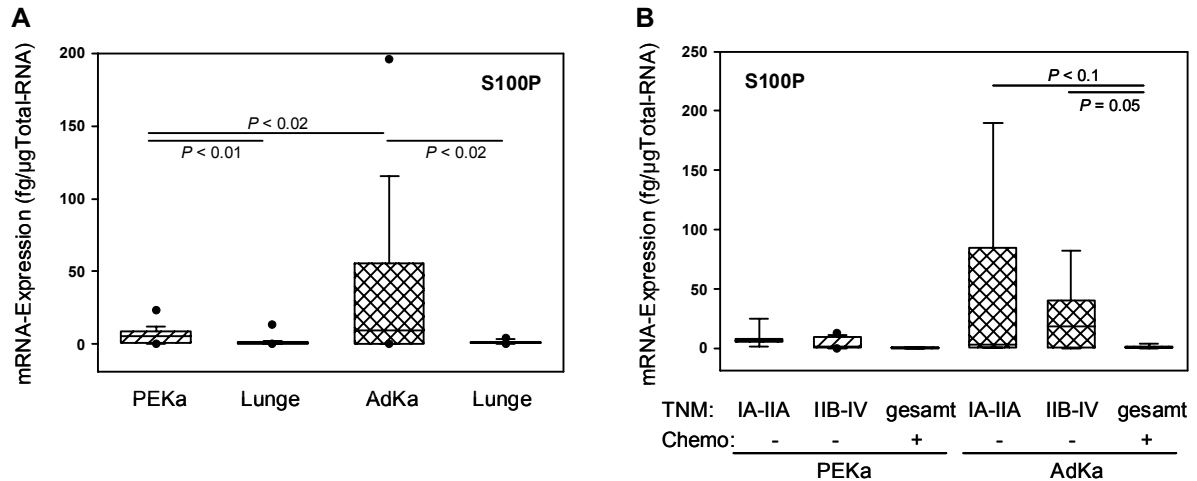 A
mRNA-Expression (fg/µgTotal-RNA)
200
150
100
50
0
S100P
P < 0.02
P < 0.01
P < 0.02
PEKa
Lunge
AdKa
Lunge
B
mRNA-Expression (fg/µgTotal-RNA)
250
200
150
100
50
0
S100P
P < 0.1
P = 0.05
TNM: IA-IIA IIB-IV gesamt IA-IIA IIB-IV gesamt
Chemo: - - + - - +
PEKa AdKa